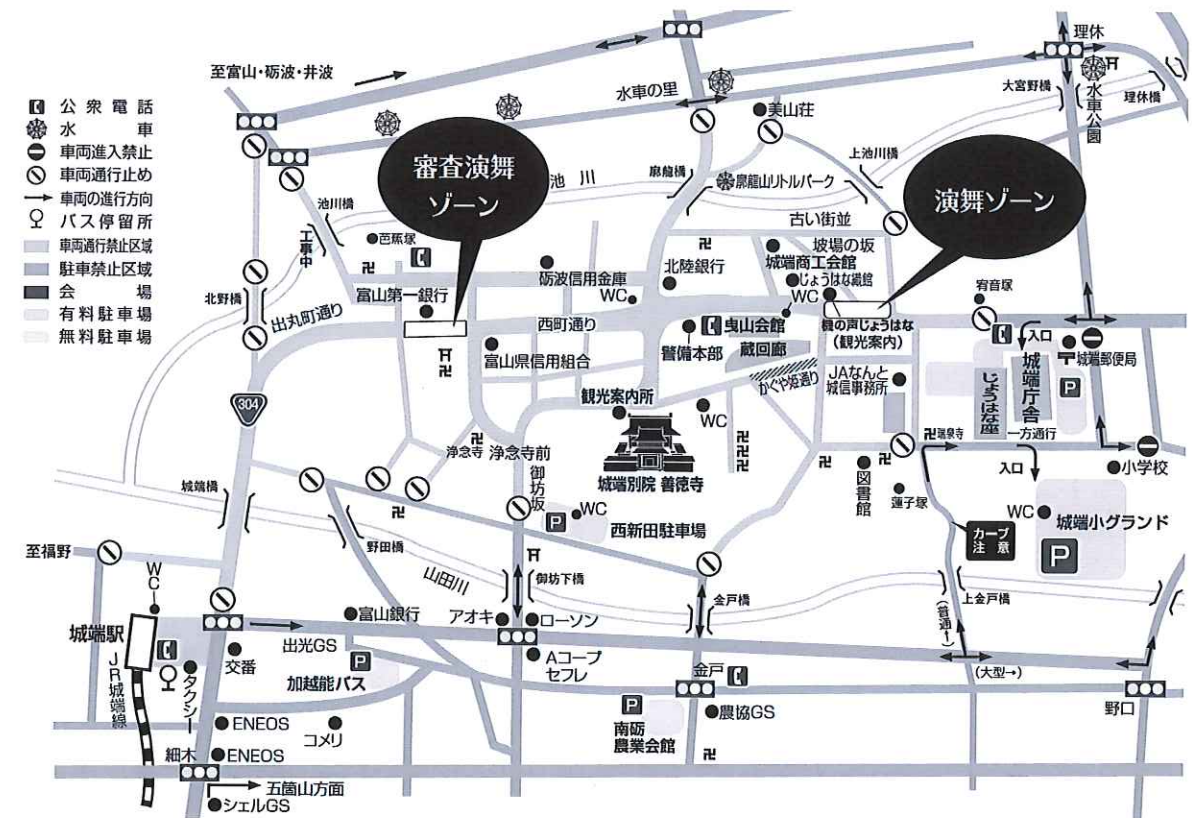 至富山・砺波・井波
公衆電話
水車
車両進入禁止
車両通行止め
車両の進行方向
バス停留所
車両通行禁止区域
駐車禁止区域
会場
有料駐車場
無料駐車場
理休
水車の里
美山荘
大宮野橋
水車公園
理休橋
審査演舞
ゾーン
池川
上池川橋
演舞ゾーン
池川橋
工事中
芭蕉塚
古い街並
坡場の坂
城端商工会館
じょうはな織館
WC
北陸銀行
砺波信用金庫
WC
富山第一銀行
北野橋
出丸町通り
西町通り
曳山会館
蔵回廊
警備本部
機の声じょうはな
(観光案内)
宥音塚
入口
城端郵便局
城端庁舎
じょうはな座
P
富山県信用組合
かぐや姫通り
JAなんと
城信事務所
304
観光案内所
WC
城端別院 善徳寺
浄念寺
浄念寺前
御坊坂
瑞泉寺
一方通行
入口
小学校
図書館
蓮子塚
城端橋
WC
P
西新田駐車場
カーブ
注意
WC
城端小グランド
P
至福野
野田橋
山田川
御坊下橋
金戸橋
上金戸橋
WC
城端駅
JR城端線
タクシー
交番
富山銀行
出光GS
アオキ
ローソン
Aコープ
セフレ
P
加越能バス
金戸
(普通←)
(大型→)
野口
P
南砺
農業会館
農協GS
ENEOS
コメリ
細木
ENEOS
五箇山方面
シェルGS